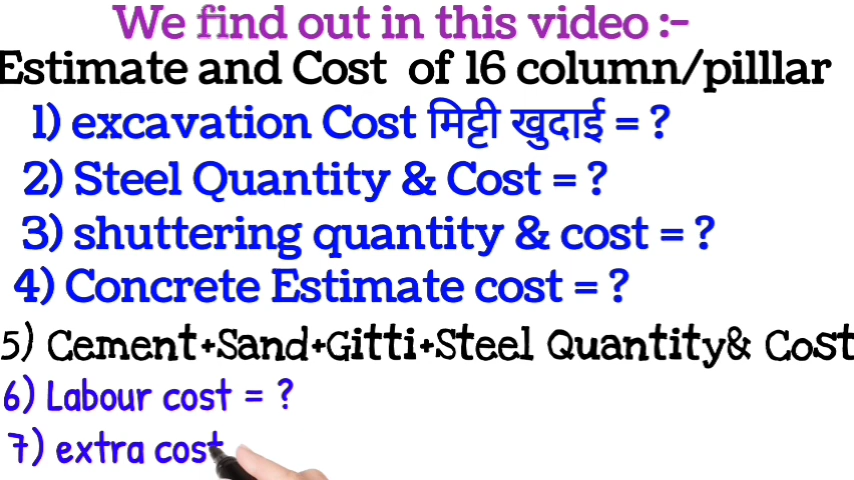 We find out in this video :-
Estimate and Cost of 16 column/pilllar
1) excavation Cost मिट्टी खुदाई = ?
2) Steel Quantity & Cost = ?
3) shuttering quantity & cost = ?
4) Concrete Estimate cost = ?
5) Cement+Sand+Gitti+Steel Quantity& Cost
6) Labour cost = ?
7) extra cost